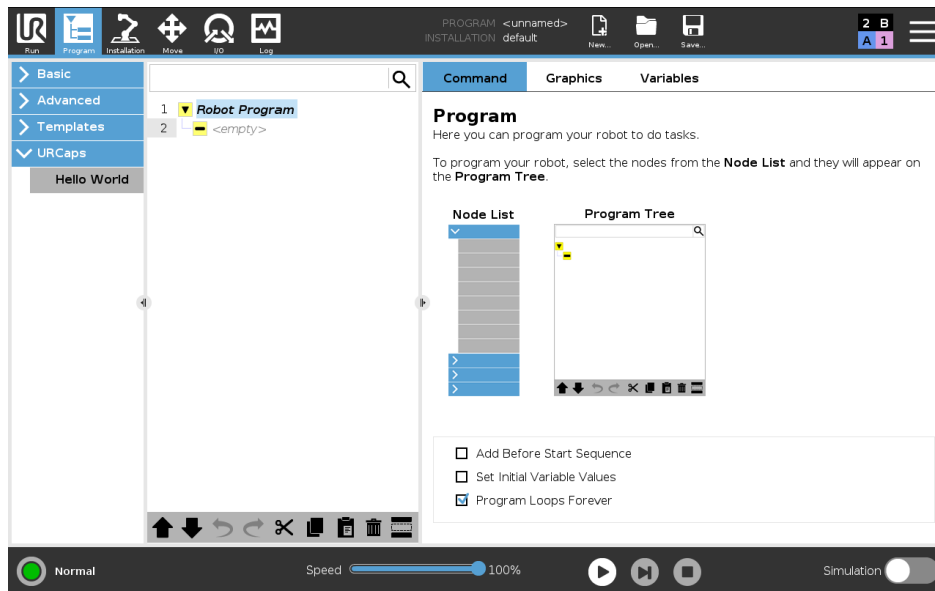 PROGRAM <unnamed>
INSTALLATION default
2 B
A 1
UR
Run
Program
Installation
Move
I/O
Log
New...
Open...
Save...
Basic
Advanced
Templates
URCaps
Hello World
1 Robot Program
2 <empty>
Command Graphics Variables
Program
Here you can program your robot to do tasks.
To program your robot, select the nodes from the Node List and they will appear on
the Program Tree.
Node List
Program Tree
Add Before Start Sequence
Set Initial Variable Values
Program Loops Forever
Normal
Speed 100%
Simulation